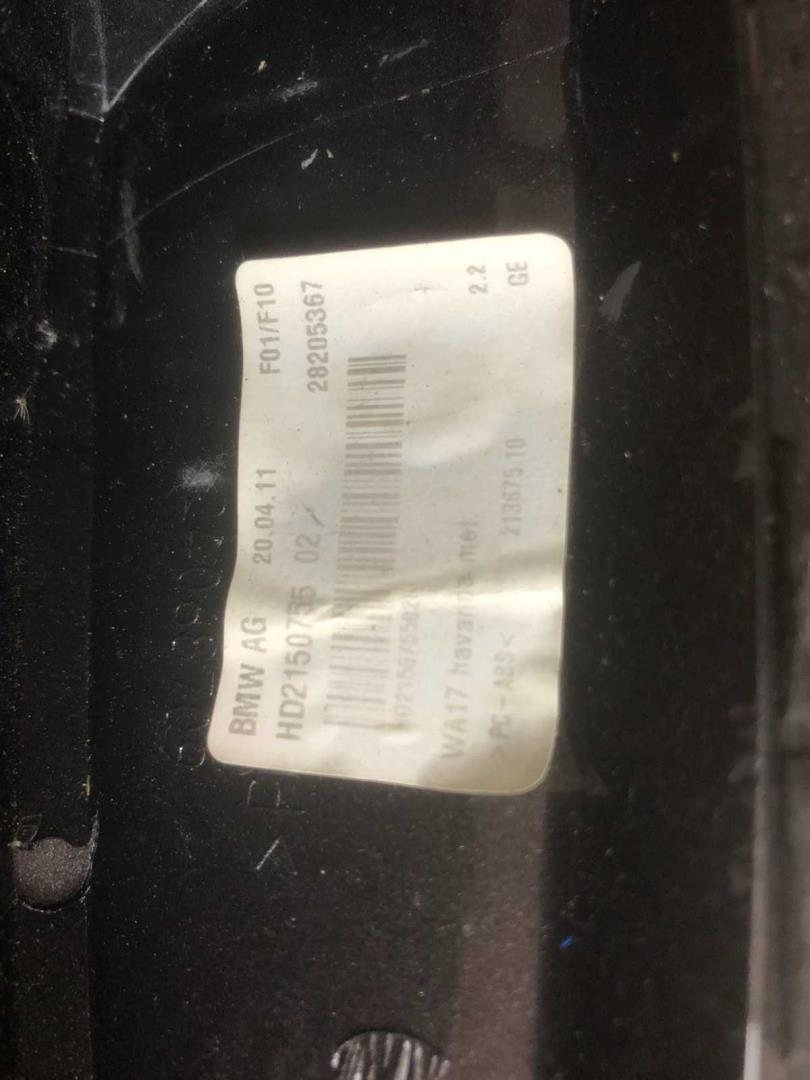 BMW AG 20.04.11 F01/F10
HD2150755 02 28205367
WA17 havanna met.
>PC-ABS< 213675.10
2.2
GE